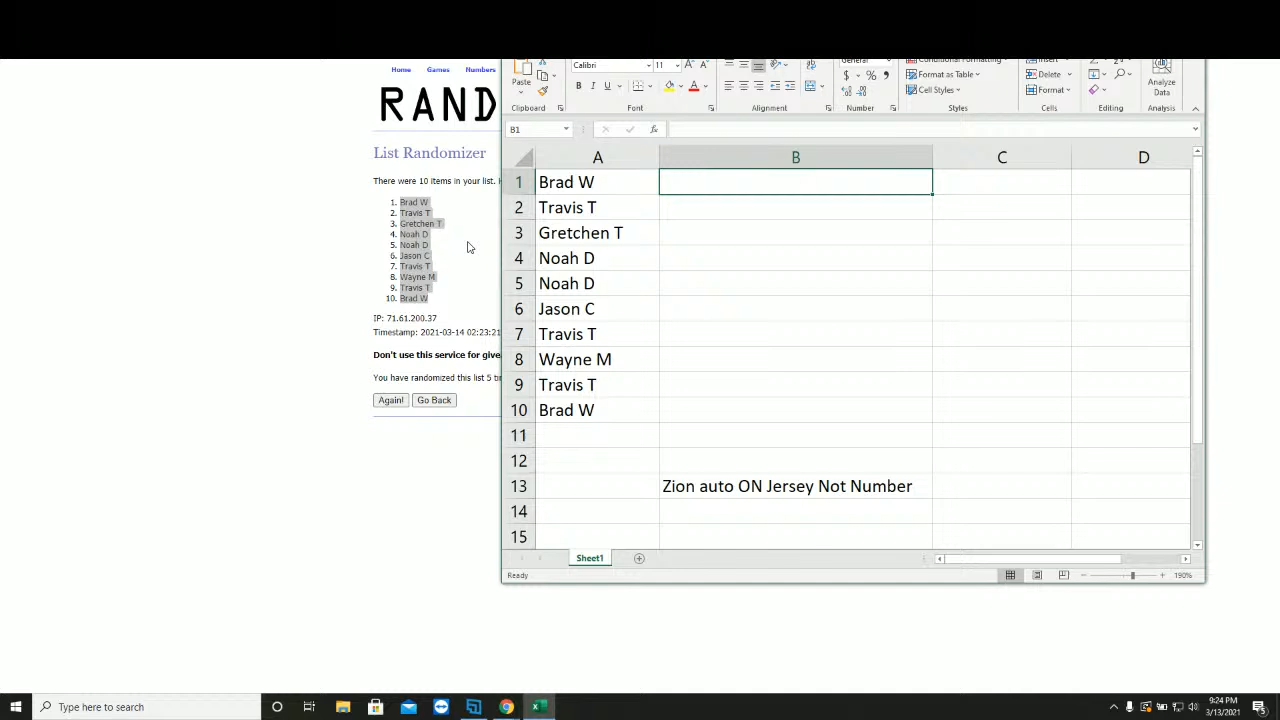 Home Games Numbers
RAND
List Randomizer
There were 10 items in your list.
1. Brad W
2. Travis T
3. Gretchen T
4. Noah D
5. Noah D
6. Jason C
7. Travis T
8. Wayne M
9. Travis T
10. Brad W
IP: 71.61.200.37
Timestamp: 2021-03-14 02:23:21
Don't use this service for give
You have randomized this list 5 ti
Again! Go Back
Calibri 11 General Conditional Formatting Insert
Paste B I U $ % , Format as Table Delete Analyze
Cell Styles Format Data
Clipboard Font Alignment Number Styles Cells Editing Analysis
B1 fx
A B C D
1 Brad W
2 Travis T
3 Gretchen T
4 Noah D
5 Noah D
6 Jason C
7 Travis T
8 Wayne M
9 Travis T
10 Brad W
11
12
13 Zion auto ON Jersey Not Number
14
15
Sheet1
Ready 190%
Type here to search
9:24 PM
3/13/2021
5